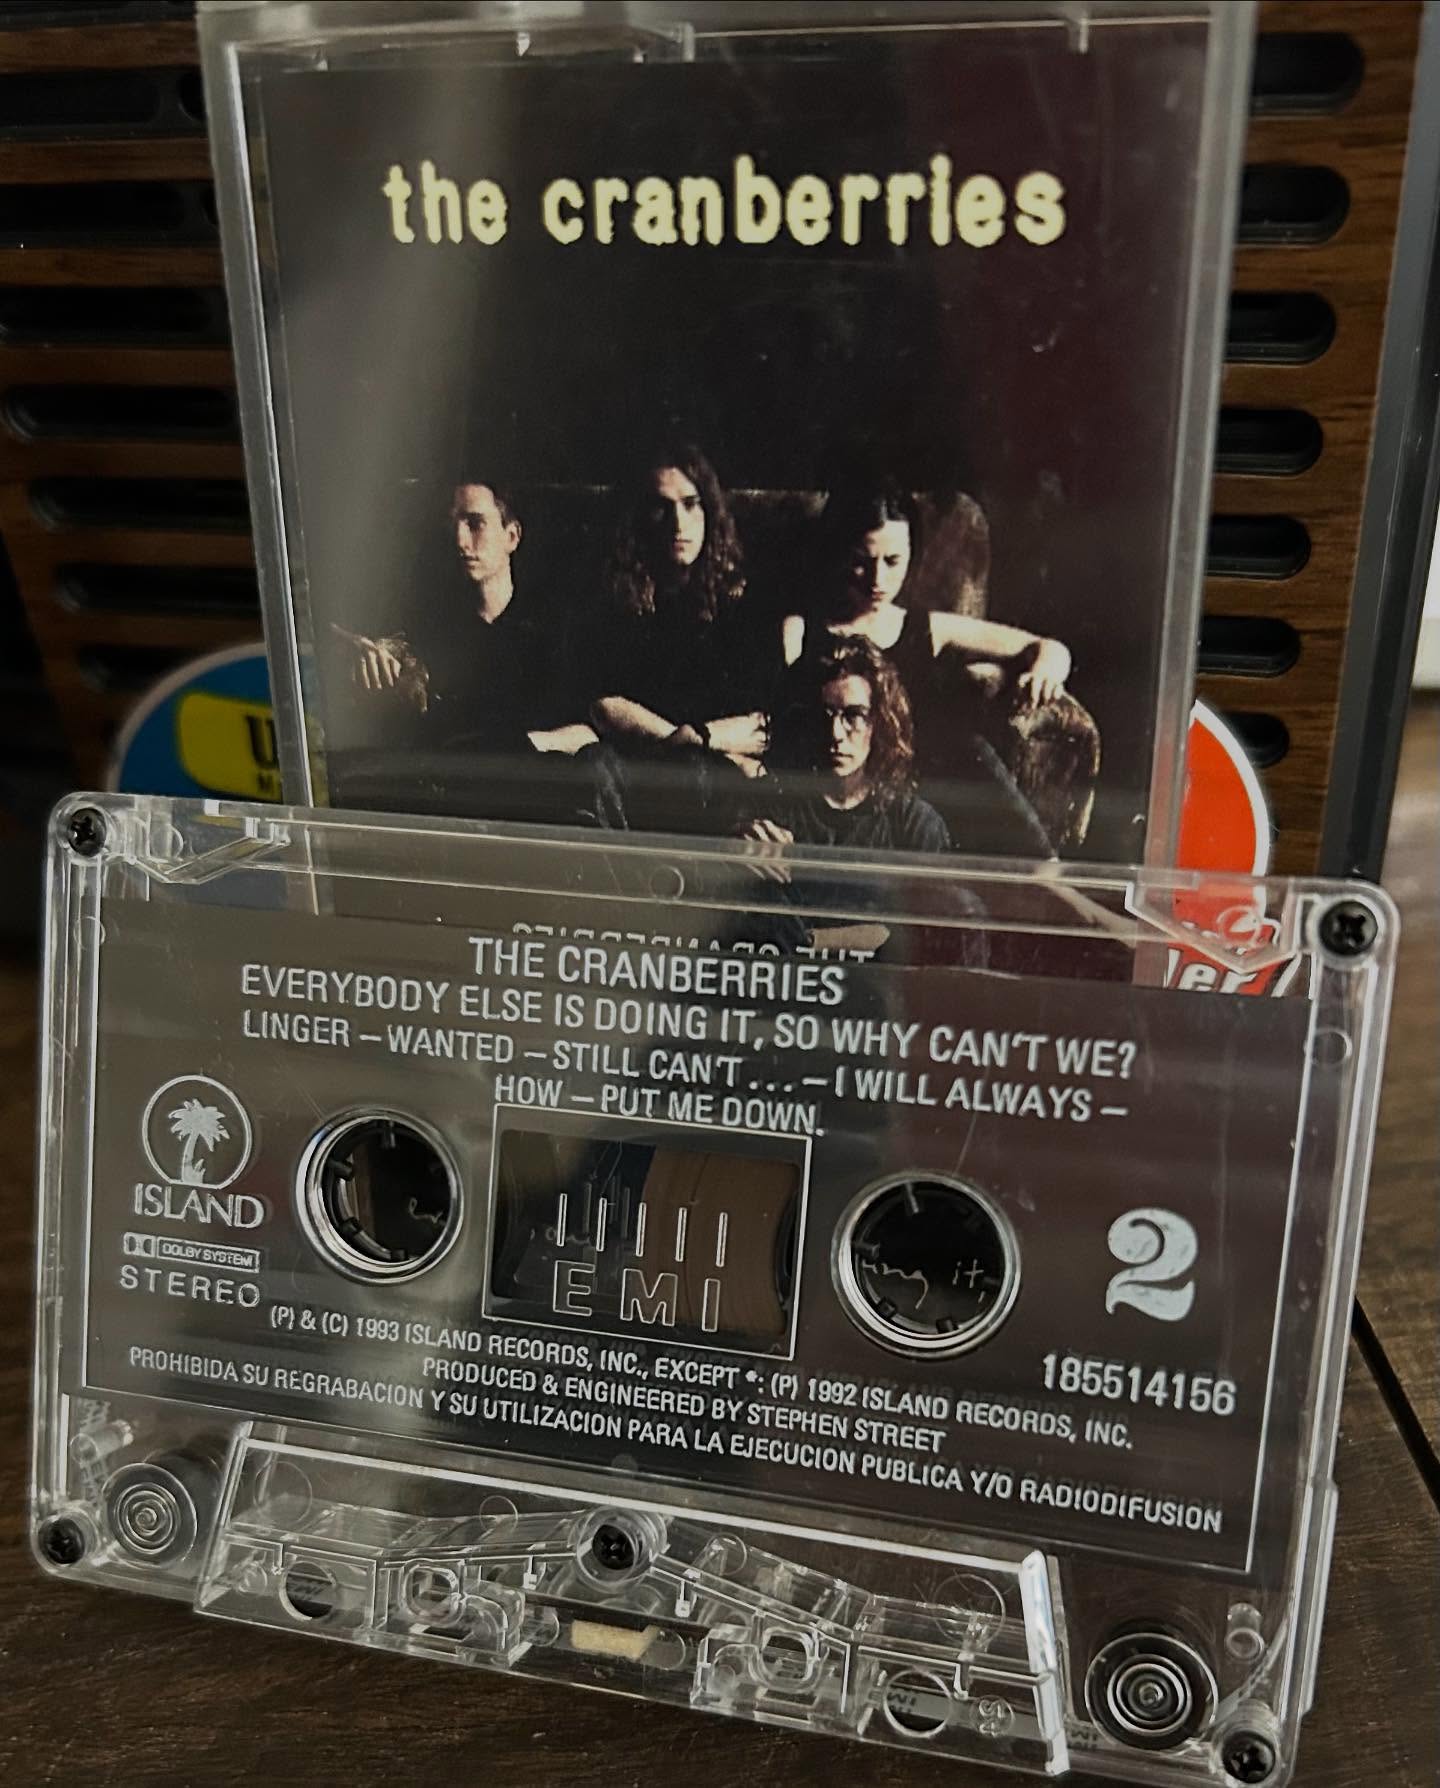 the cranberries
THE CRANBERRIES
EVERYBODY ELSE IS DOING IT, SO WHY CAN'T WE?
LINGER – WANTED – STILL CAN'T... – I WILL ALWAYS –
HOW – PUT ME DOWN.
ISLAND
DOLBY SYSTEM
STEREO
EMI
2
185514156
(P) & (C) 1993 ISLAND RECORDS, INC., EXCEPT *: (P) 1992 ISLAND RECORDS, INC.
PRODUCED & ENGINEERED BY STEPHEN STREET
PROHIBIDA SU REGRABACION Y SU UTILIZACION PARA LA EJECUCION PUBLICA Y/O RADIODIFUSION
ing it,